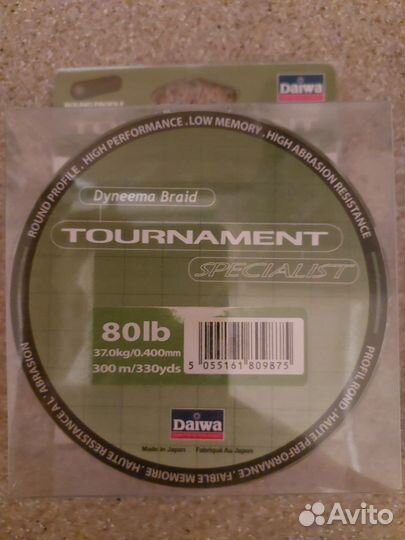 Daiwa
ROUND PROFILE
ROUND PROFILE . HIGH PERFORMANCE . LOW MEMORY . HIGH ABRASION RESISTANCE
Dyneema Braid
TOURNAMENT
SPECIALIST
80lb
37.0kg/0.400mm
300 m/330yds
5 055161 809875
Daiwa
Made in Japan Fabriqué Au Japon
PROFIL ROND . HAUTE PERFORMANCE . FAIBLE MEMOIRE . HAUTE RESISTANCE A L' ABRASION
Avito